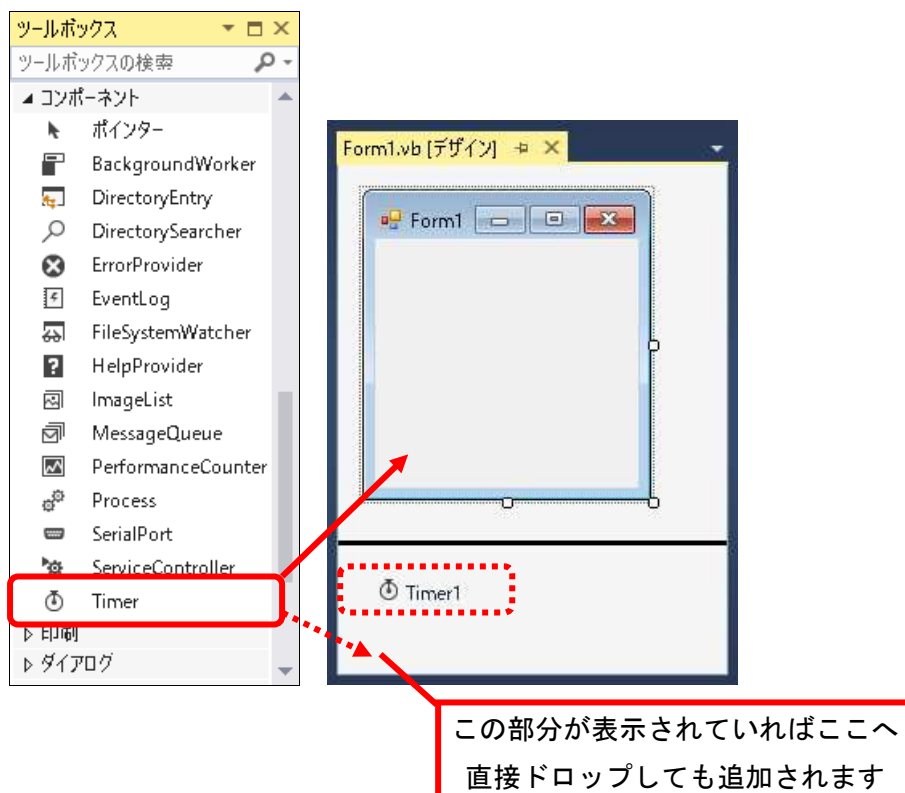 ツールボックス
ツールボックスの検索
コンポーネント
ポインター
BackgroundWorker
DirectoryEntry
DirectorySearcher
ErrorProvider
EventLog
FileSystemWatcher
HelpProvider
ImageList
MessageQueue
PerformanceCounter
Process
SerialPort
ServiceController
Timer
印刷
ダイアログ
Form1.vb [デザイン]
Form1
Timer1
この部分が表示されていればここへ
直接ドロップしても追加されます